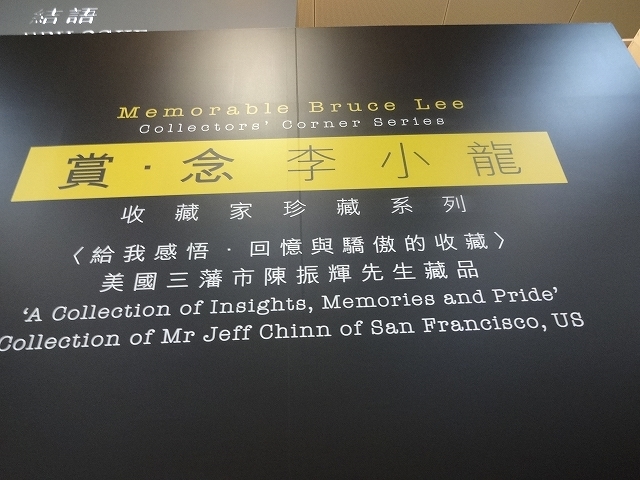 結語
Memorable Bruce Lee
Collectors' Corner Series
賞·念李小龍
收藏家珍藏系列
〈給我感悟·回憶與驕傲的收藏〉
美國三藩市陳振輝先生藏品
'A Collection of Insights, Memories and Pride'
Collection of Mr Jeff Chinn of San Francisco, US